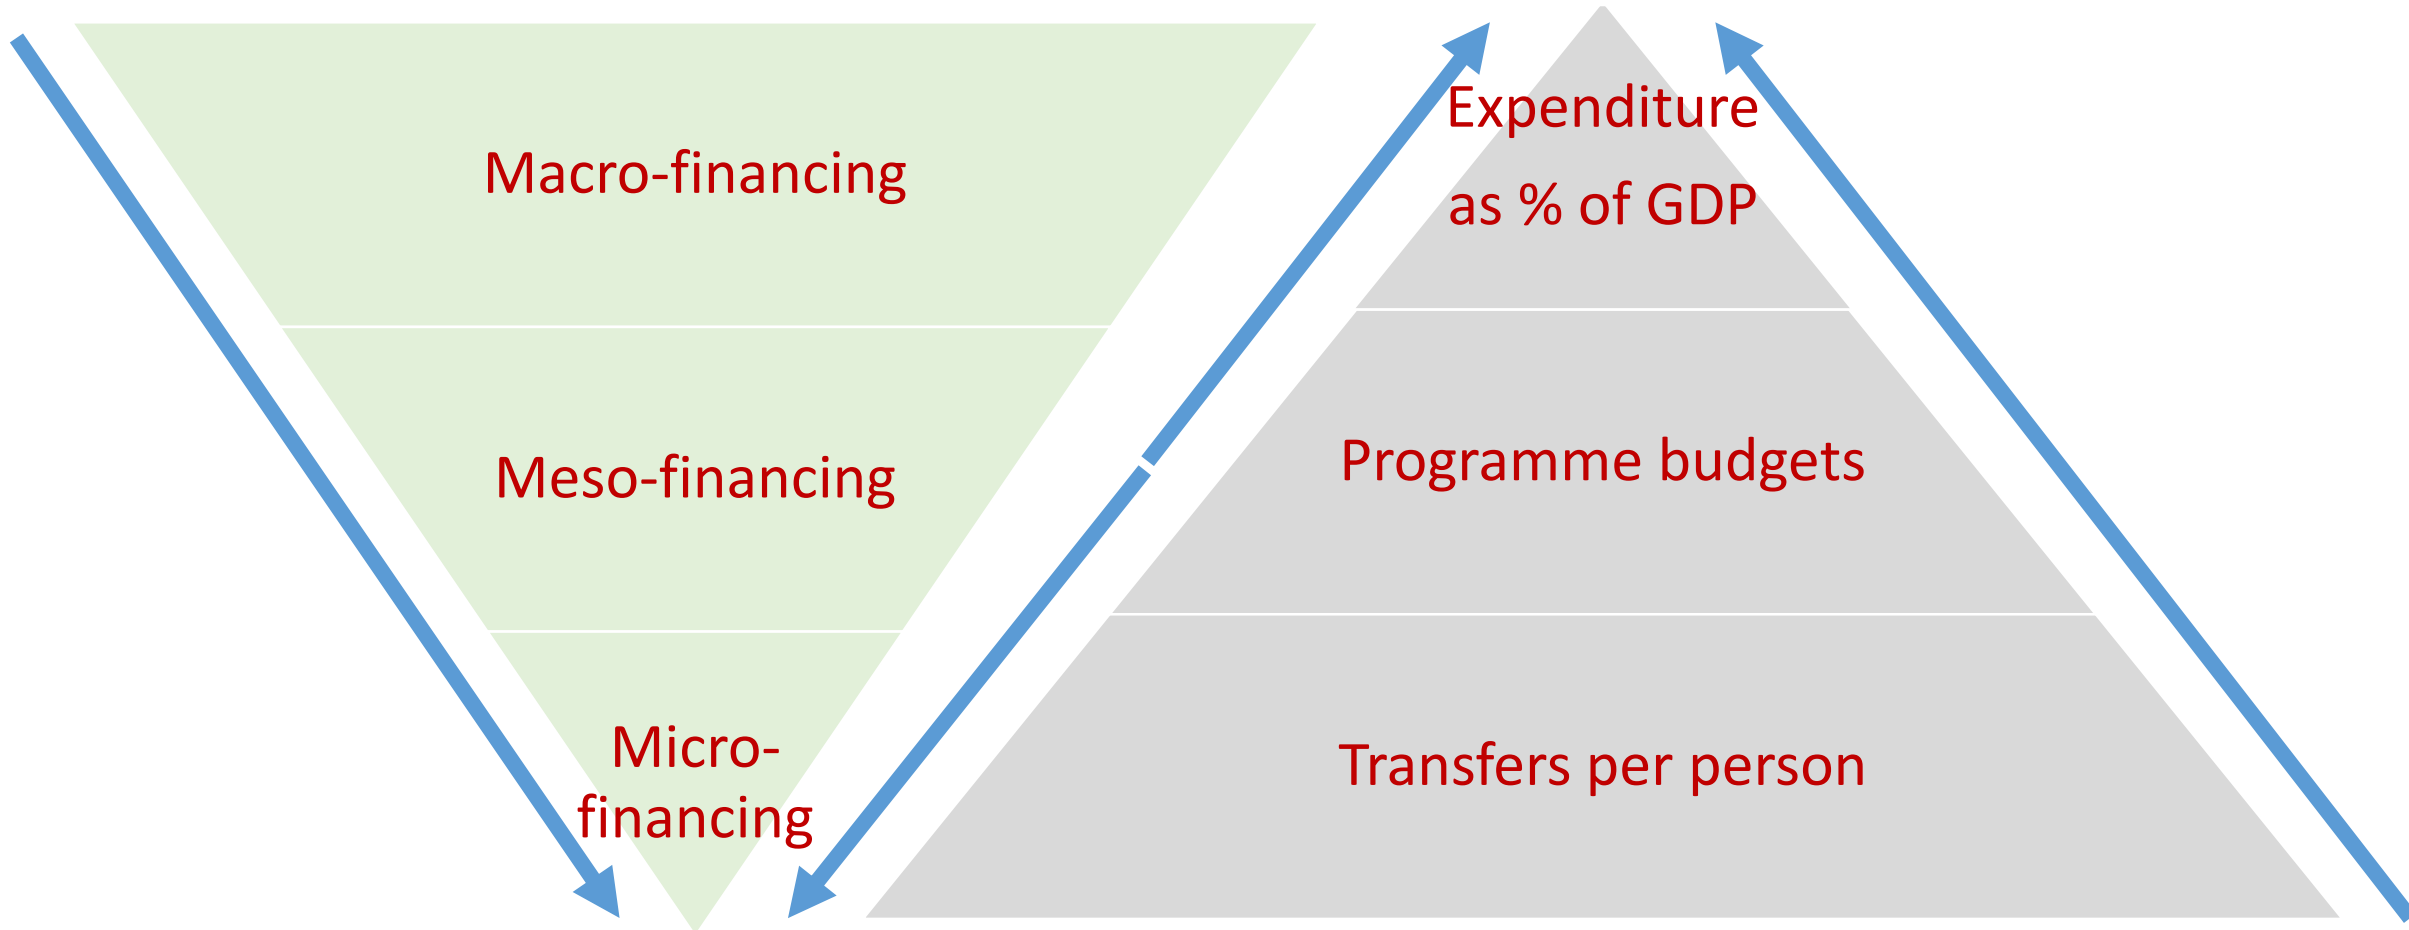 Macro-financing
Meso-financing
Micro-
financing
Expenditure
as % of GDP
Programme budgets
Transfers per person